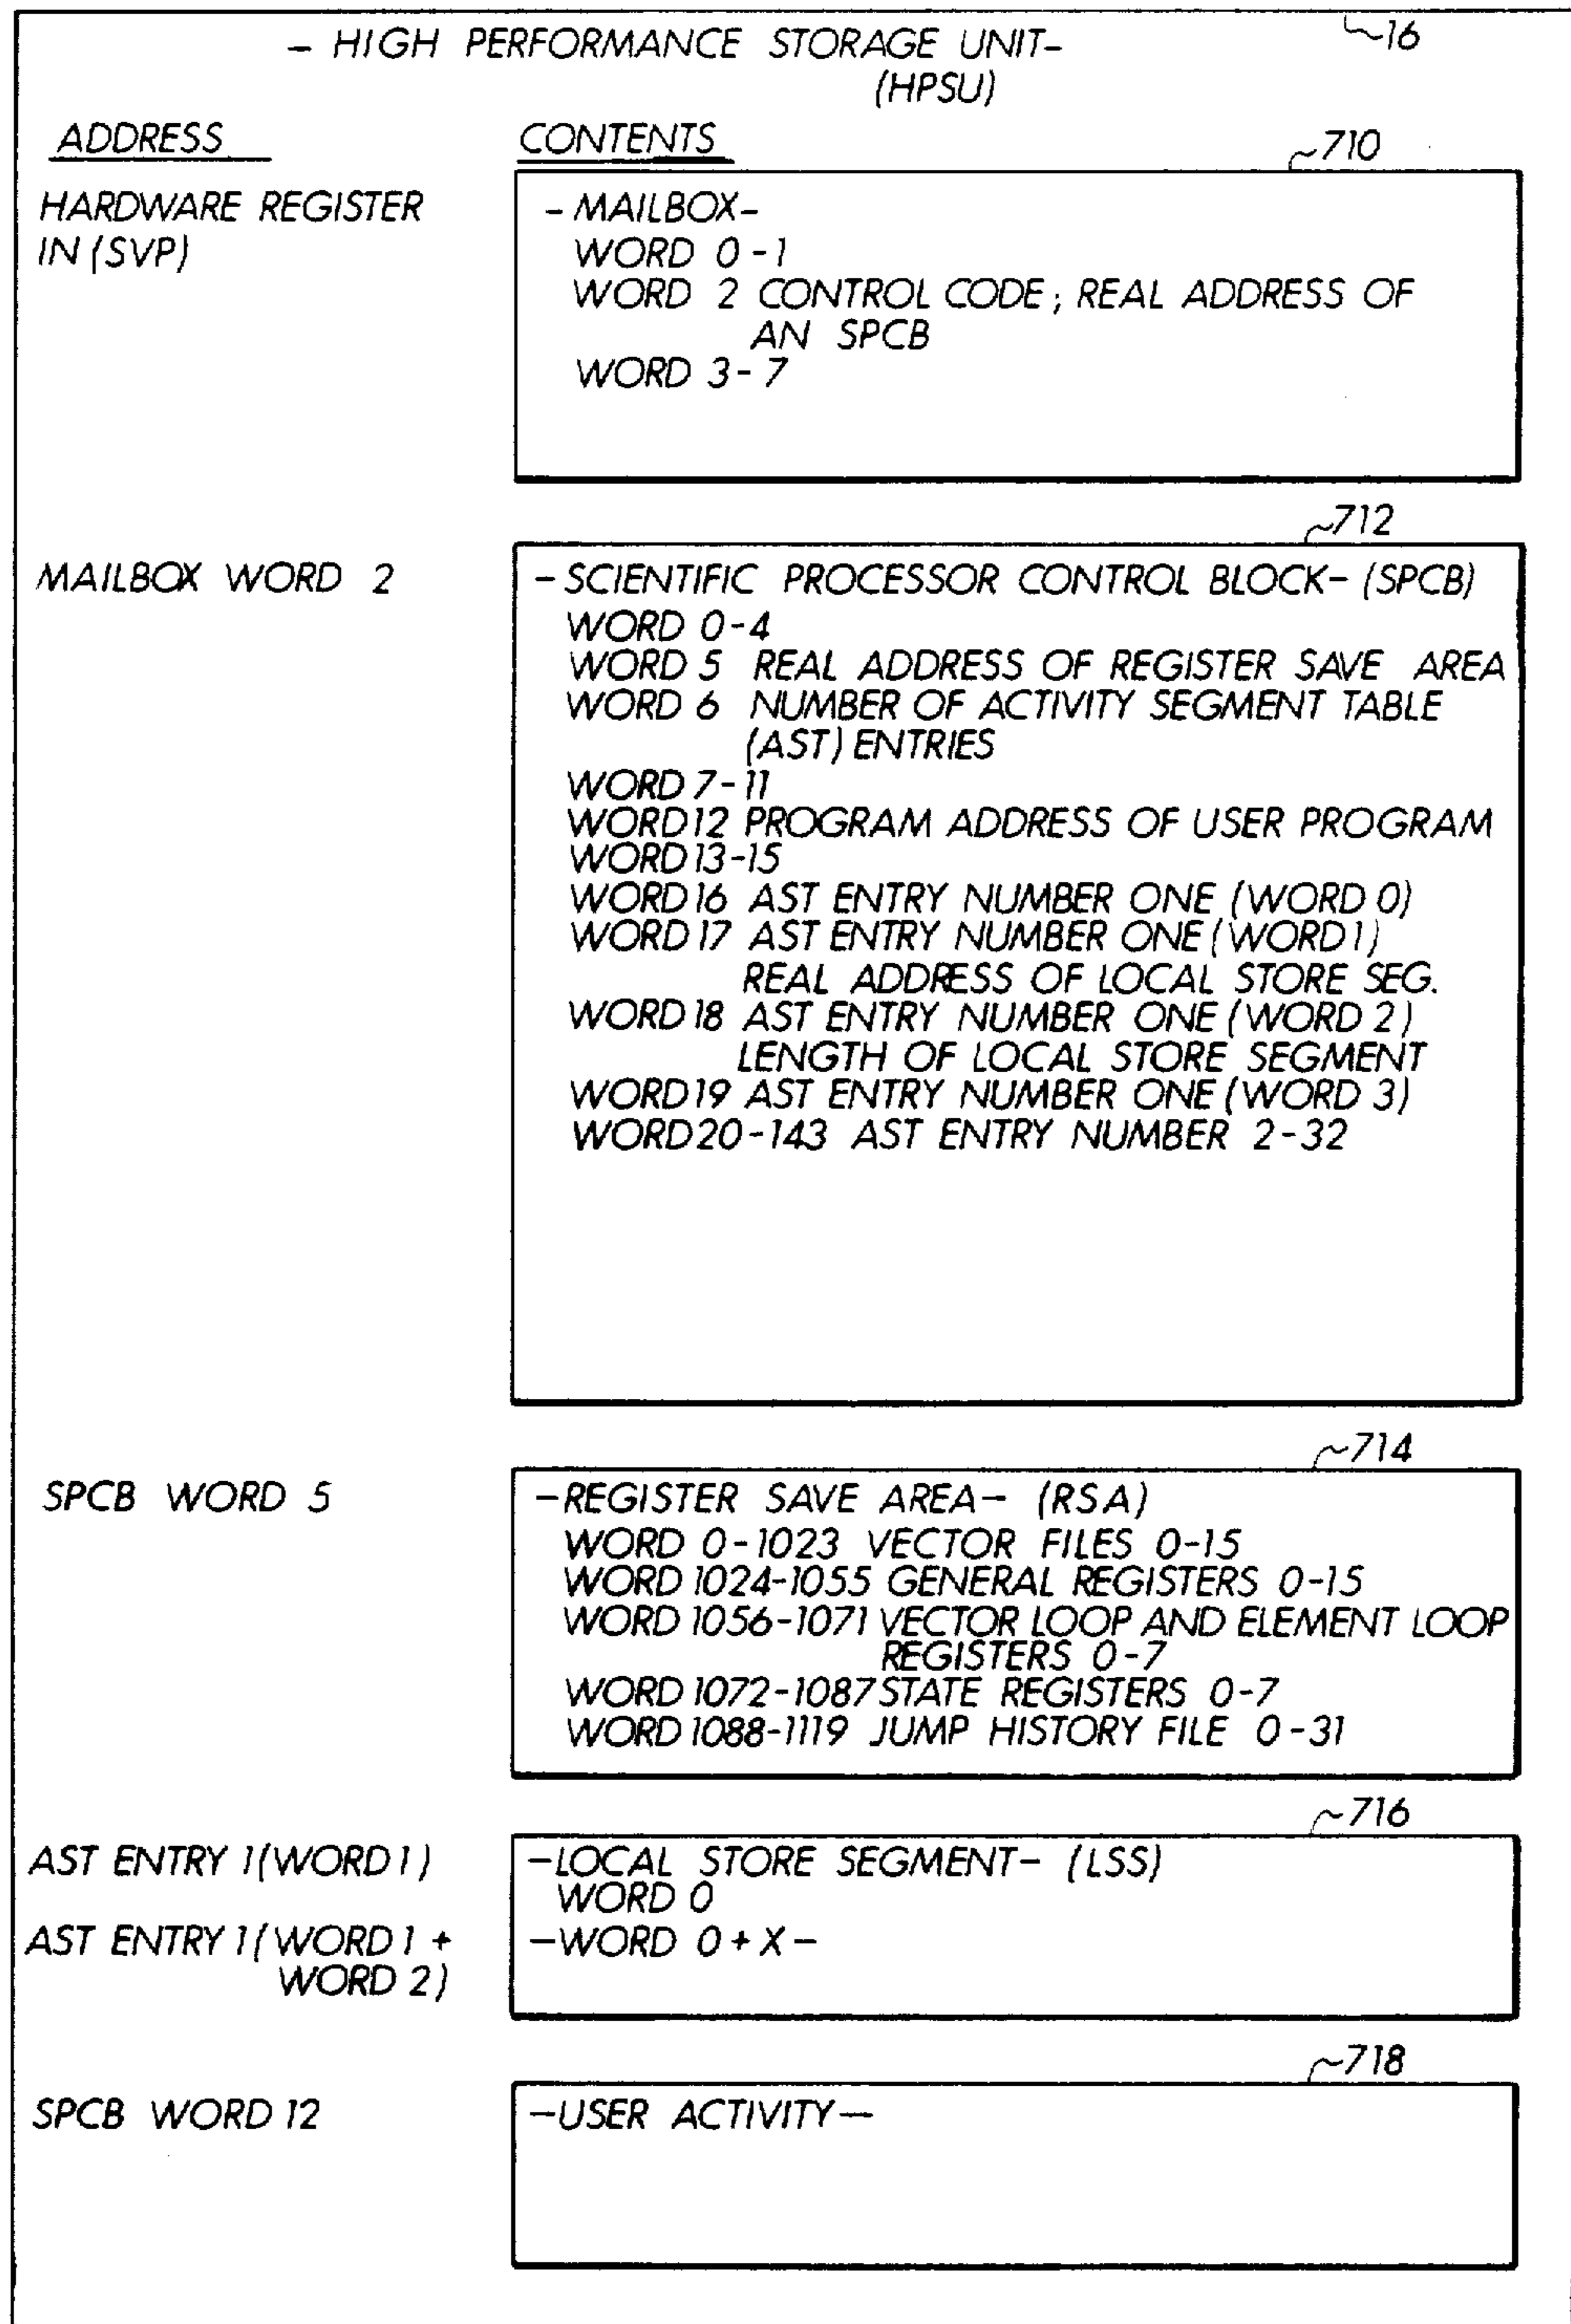 - HIGH PERFORMANCE STORAGE UNIT-
16
(HPSU)
ADDRESS
CONTENTS
710
HARDWARE REGISTER
IN (SVP)
- MAILBOX-
WORD 0-1
WORD 2 CONTROL CODE; REAL ADDRESS OF
AN SPCB
WORD 3-7
712
MAILBOX WORD 2
- SCIENTIFIC PROCESSOR CONTROL BLOCK- (SPCB)
WORD 0-4
WORD 5 REAL ADDRESS OF REGISTER SAVE AREA
WORD 6 NUMBER OF ACTIVITY SEGMENT TABLE
(AST) ENTRIES
WORD 7-11
WORD 12 PROGRAM ADDRESS OF USER PROGRAM
WORD 13-15
WORD 16 AST ENTRY NUMBER ONE (WORD 0)
WORD 17 AST ENTRY NUMBER ONE (WORD 1)
REAL ADDRESS OF LOCAL STORE SEG.
WORD 18 AST ENTRY NUMBER ONE (WORD 2)
LENGTH OF LOCAL STORE SEGMENT
WORD 19 AST ENTRY NUMBER ONE (WORD 3)
WORD 20-143 AST ENTRY NUMBER 2-32
714
SPCB WORD 5
-REGISTER SAVE AREA- (RSA)
WORD 0-1023 VECTOR FILES 0-15
WORD 1024-1055 GENERAL REGISTERS 0-15
WORD 1056-1071 VECTOR LOOP AND ELEMENT LOOP
REGISTERS 0-7
WORD 1072-1087 STATE REGISTERS 0-7
WORD 1088-1119 JUMP HISTORY FILE 0-31
716
AST ENTRY 1 (WORD 1)
-LOCAL STORE SEGMENT- (LSS)
WORD 0
AST ENTRY 1 (WORD 1 +
WORD 2)
-WORD 0+X-
718
SPCB WORD 12
-USER ACTIVITY-